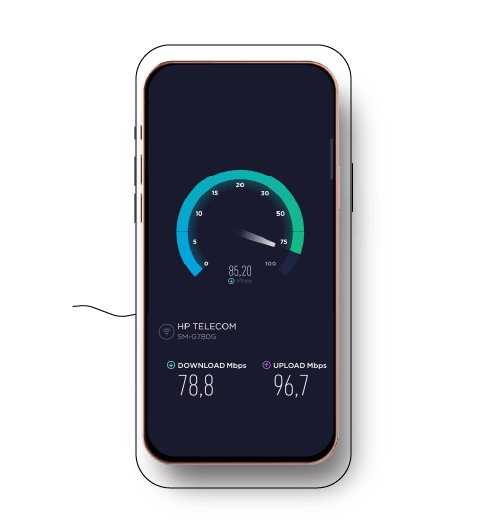 20
15
30
10
50
5
75
0
100
85,20
Mbps
HP TELECOM
SM-G780G
DOWNLOAD Mbps
UPLOAD Mbps
78,8
96,7